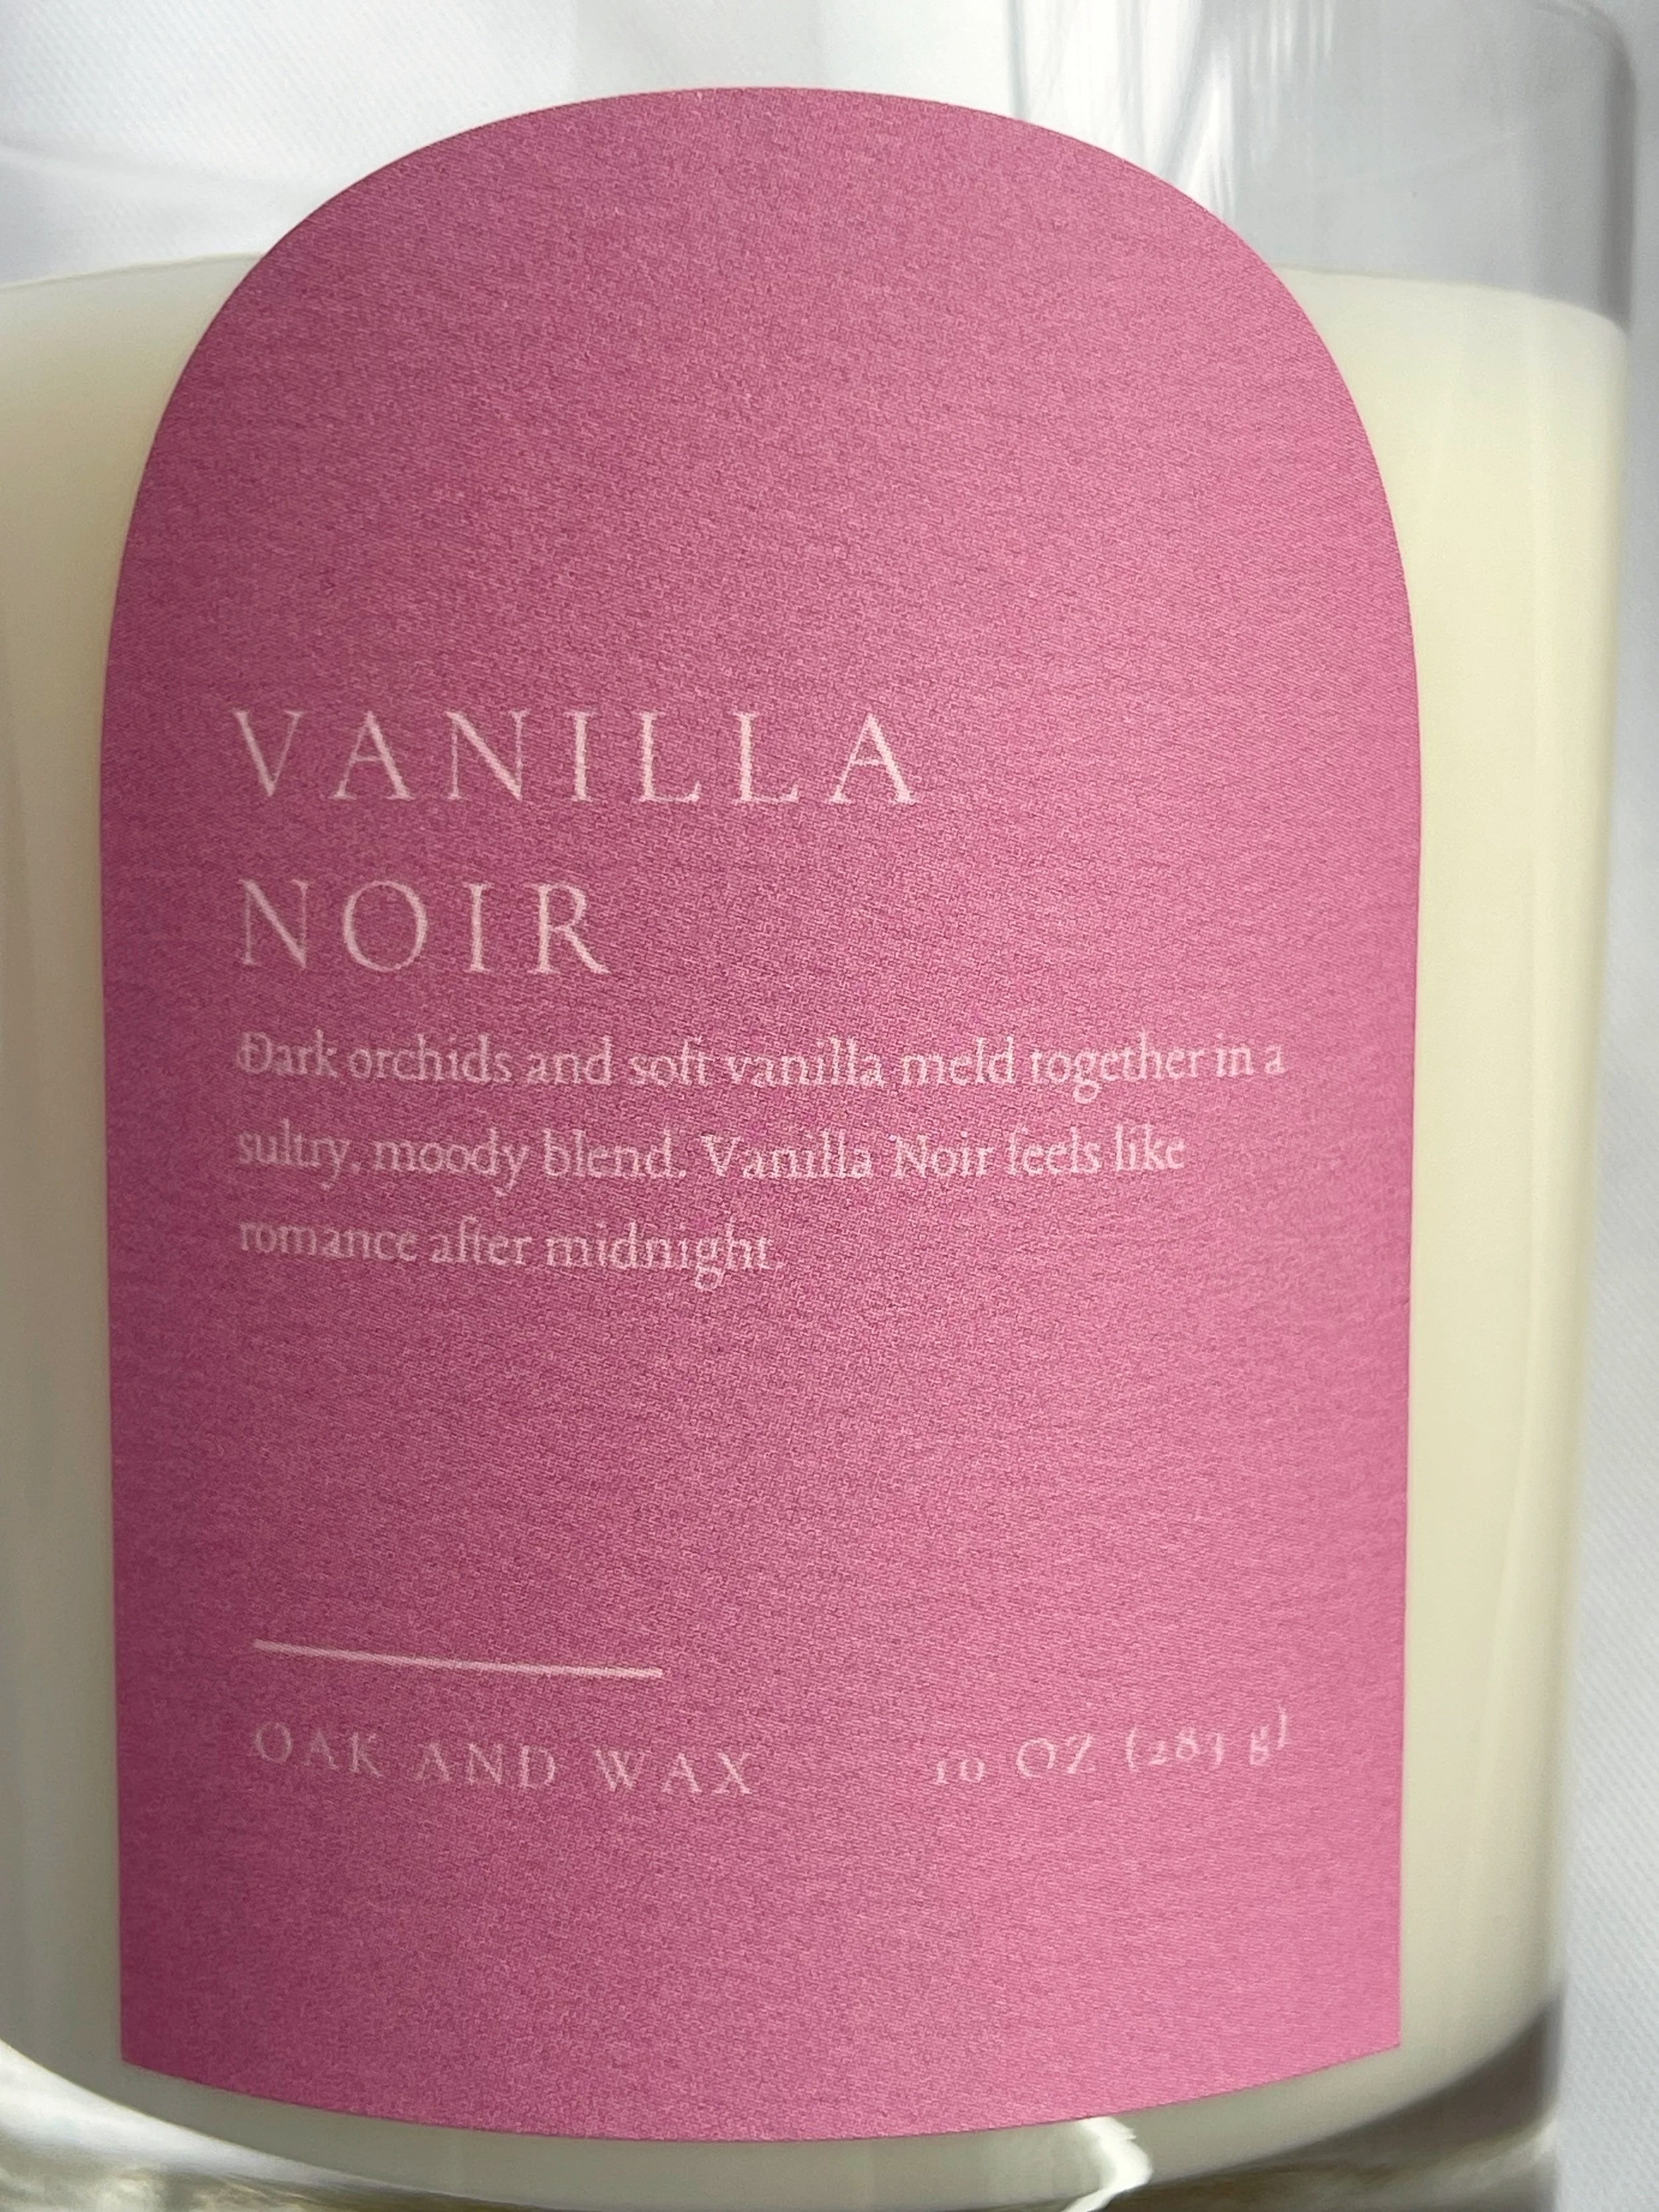 VANILLA
NOIR
Dark orchids and soft vanilla meld together in a
sultry, moody blend. Vanilla Noir feels like
romance after midnight.
OAK AND WAX
10 OZ (283 g)